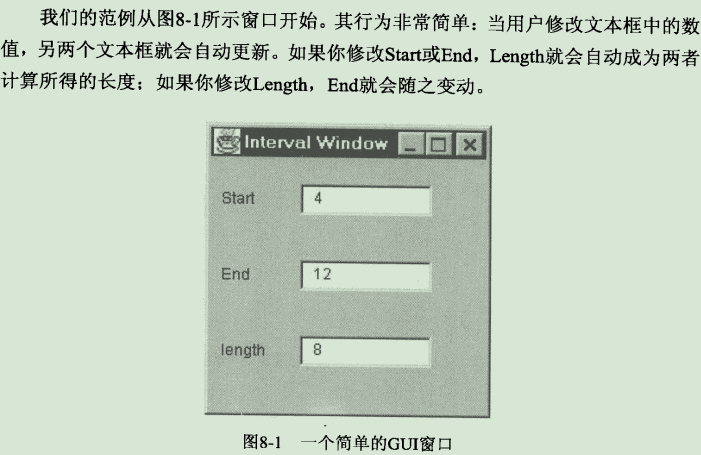 我们的范例从图8-1所示窗口开始。其行为非常简单：当用户修改文本框中的数
值，另两个文本框就会自动更新。如果你修改Start或End，Length就会自动成为两者
计算所得的长度；如果你修改Length，End就会随之变动。
Interval Window
Start 4
End 12
length 8
图8-1 一个简单的GUI窗口